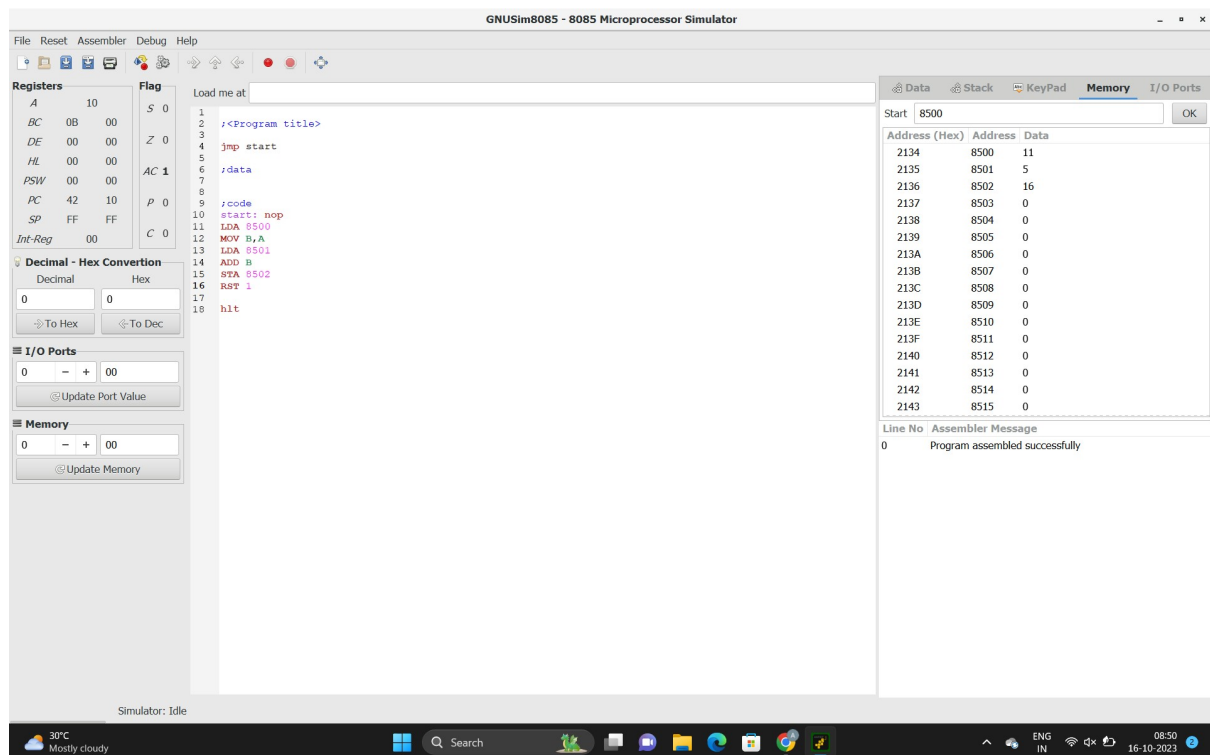 GNUSim8085 - 8085 Microprocessor Simulator
File Reset Assembler Debug Help
Registers
A 10
BC 0B 00
DE 00 00
HL 00 00
PSW 00 00
PC 42 10
SP FF FF
Int-Reg 00
Flag
S 0
Z 0
AC 1
P 0
C 0
Decimal - Hex Convertion
Decimal Hex
0 0
To Hex To Dec
I/O Ports
0 - + 00
Update Port Value
Memory
0 - + 00
Update Memory
Load me at
1
2 ;<Program title>
3
4 jmp start
5
6 ;data
7
8
9 ;code
10 start: nop
11 LDA 8500
12 MOV B,A
13 LDA 8501
14 ADD B
15 STA 8502
16 RST 1
17
18 hlt
Data Stack KeyPad Memory I/O Ports
Start 8500 OK
Address (Hex) Address Data
2134 8500 11
2135 8501 5
2136 8502 16
2137 8503 0
2138 8504 0
2139 8505 0
213A 8506 0
213B 8507 0
213C 8508 0
213D 8509 0
213E 8510 0
213F 8511 0
2140 8512 0
2141 8513 0
2142 8514 0
2143 8515 0
Line No Assembler Message
0 Program assembled successfully
Simulator: Idle
30°C
Mostly cloudy
Search
ENG
IN
08:50
16-10-2023
2